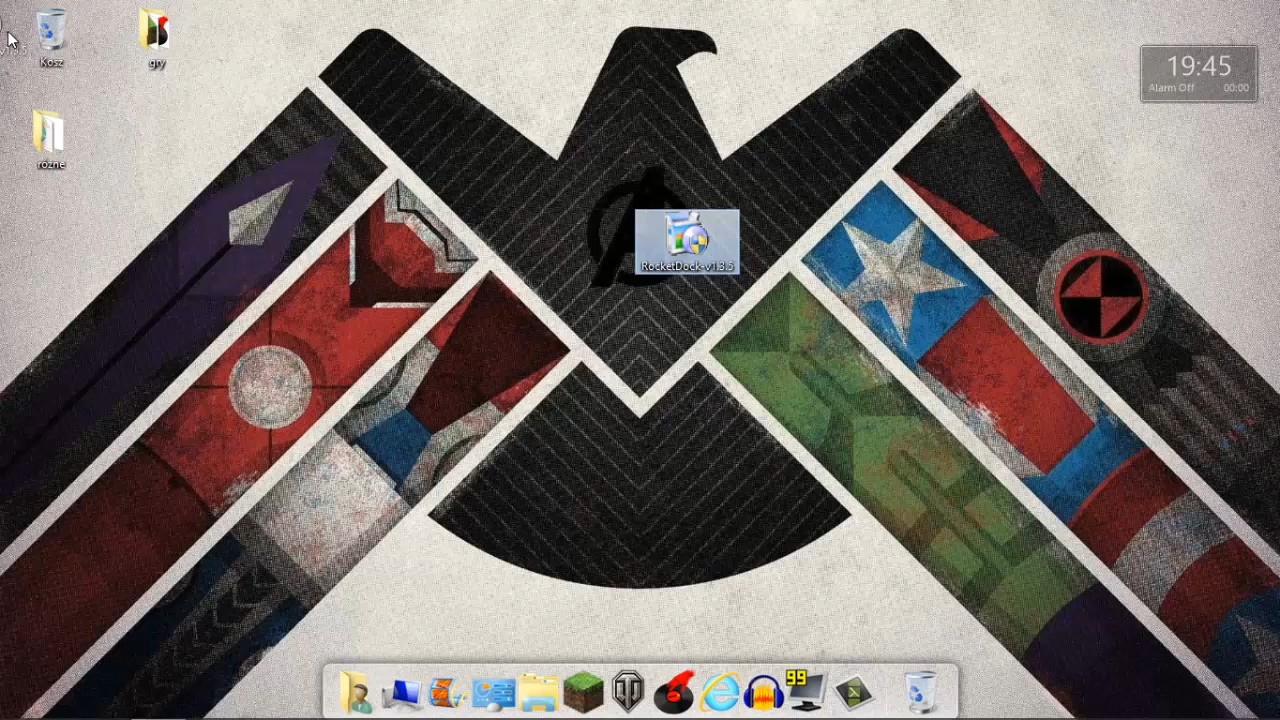 Kosz
gry
19:45
Alarm Off 00:00
różne
RocketDock-v1.3.5
99